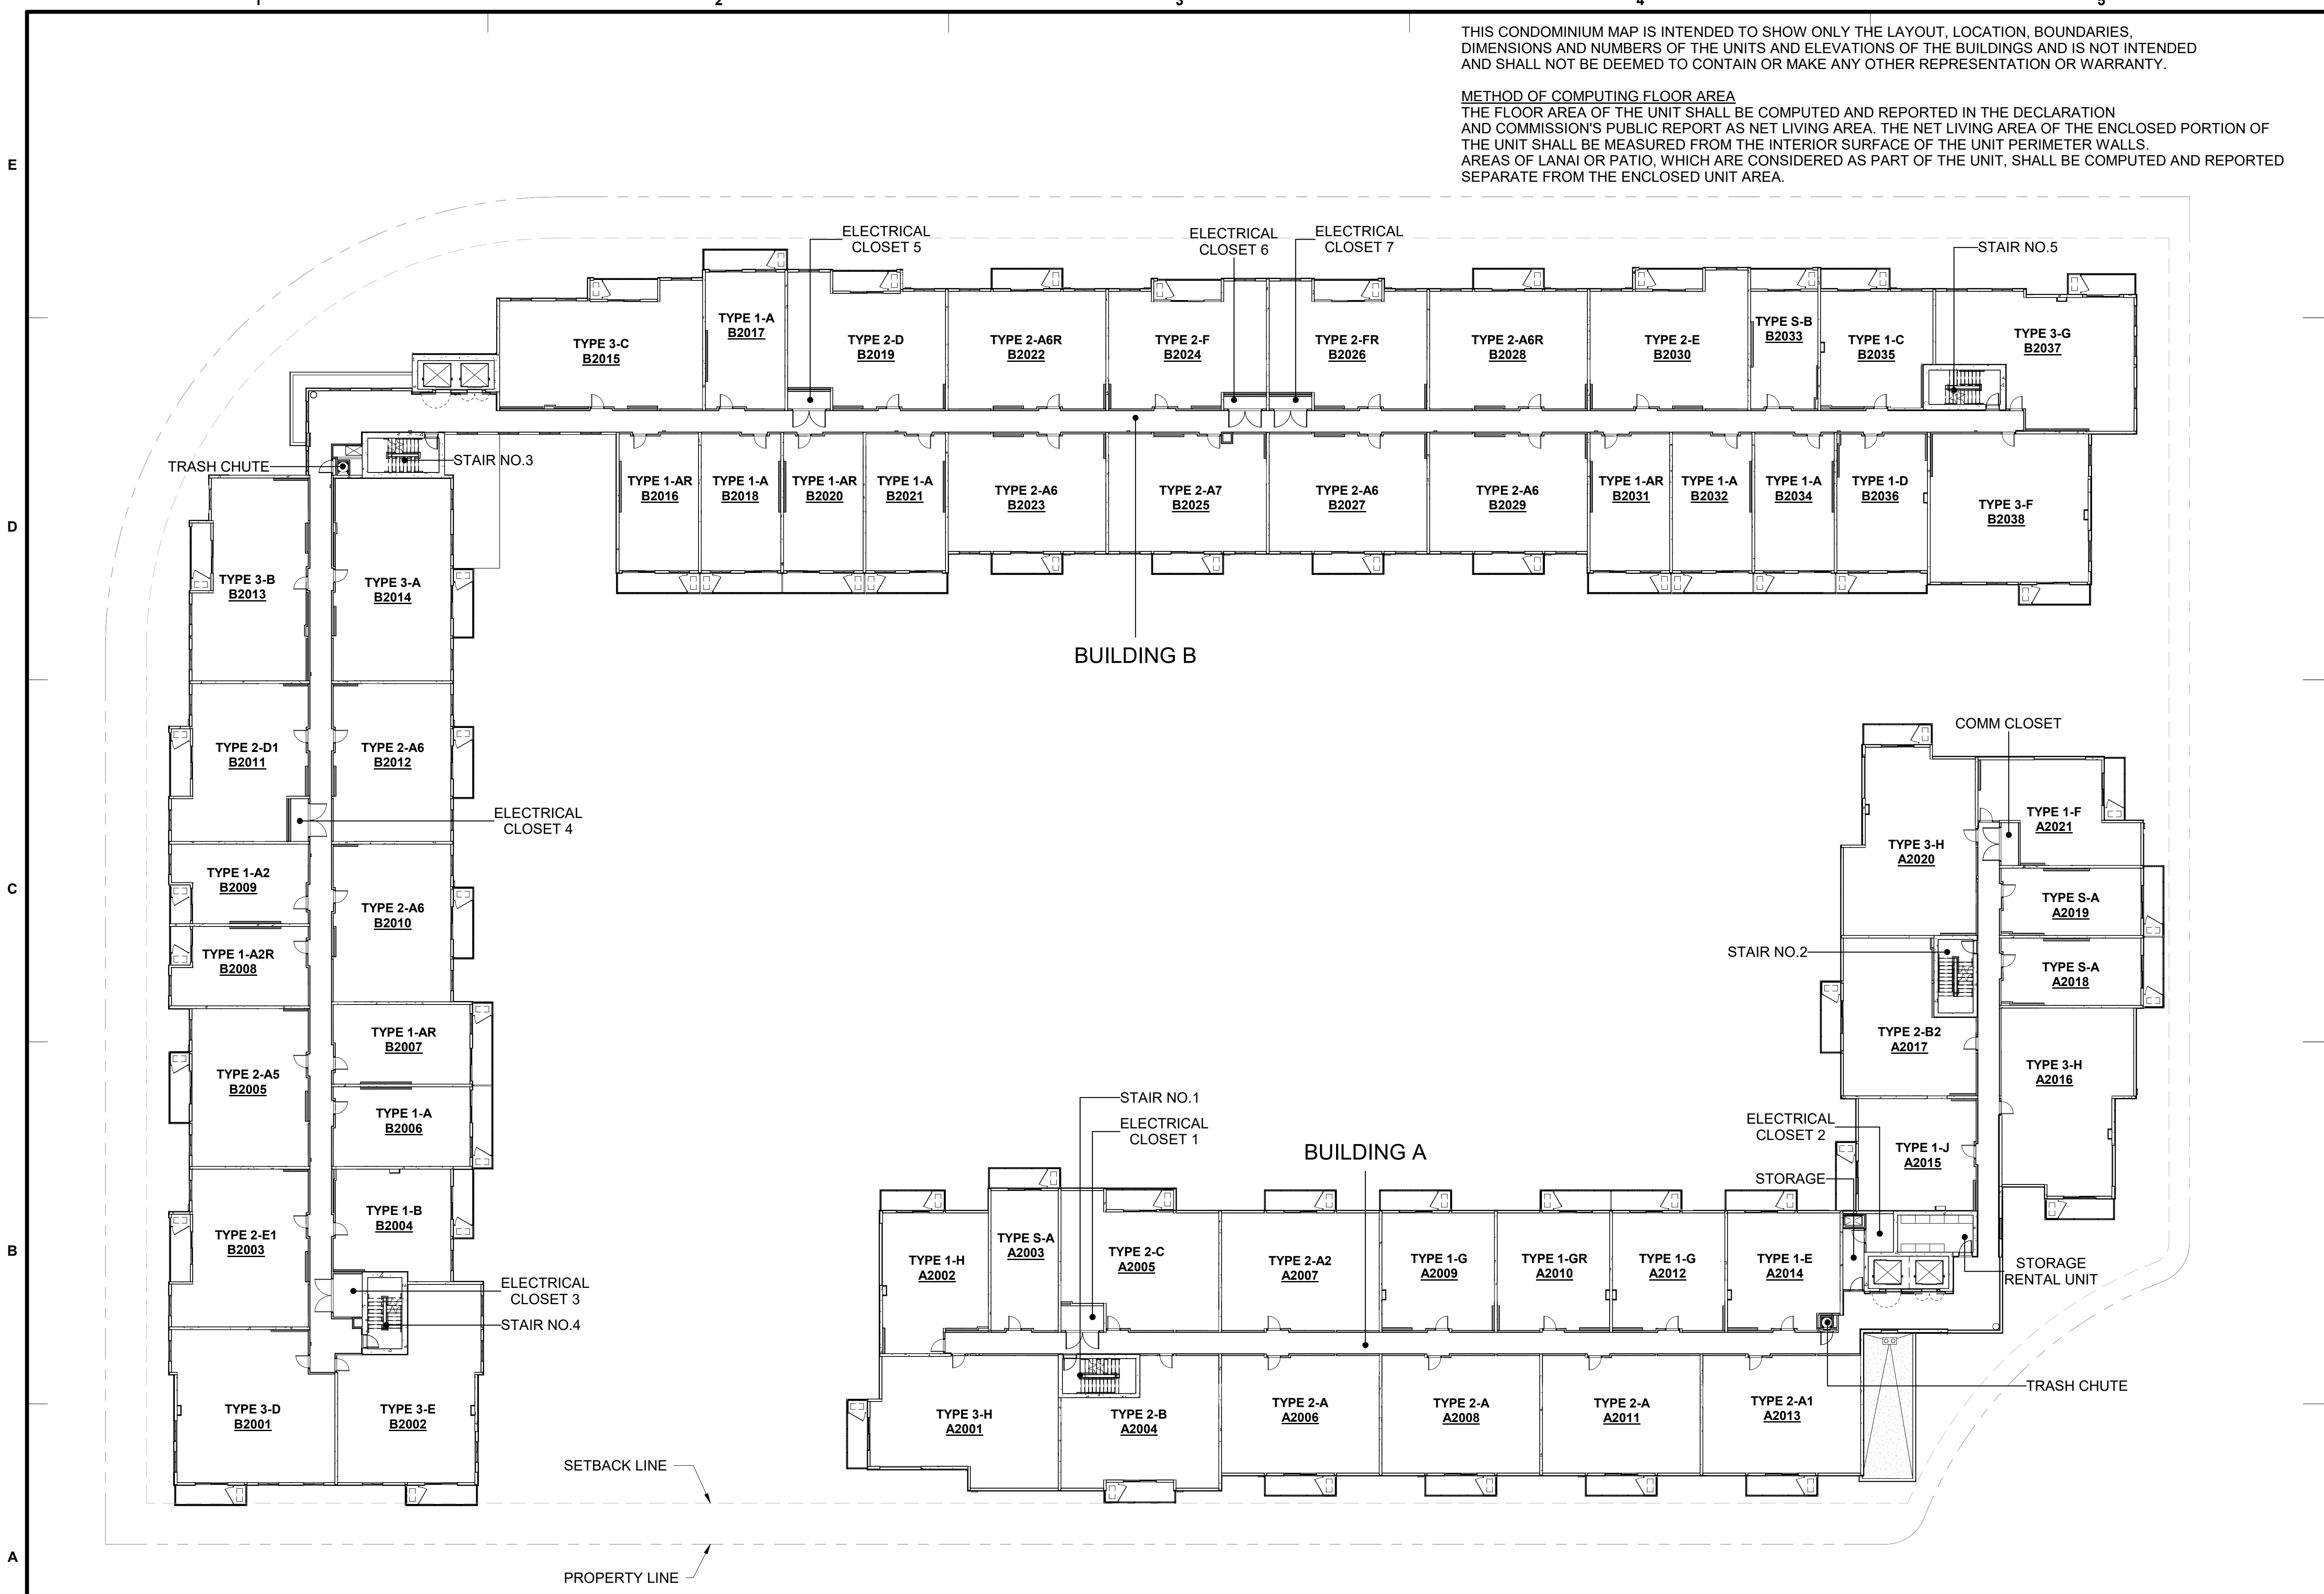 1 2 3 4 5
THIS CONDOMINIUM MAP IS INTENDED TO SHOW ONLY THE LAYOUT, LOCATION, BOUNDARIES,
DIMENSIONS AND NUMBERS OF THE UNITS AND ELEVATIONS OF THE BUILDINGS AND IS NOT INTENDED
AND SHALL NOT BE DEEMED TO CONTAIN OR MAKE ANY OTHER REPRESENTATION OR WARRANTY.
METHOD OF COMPUTING FLOOR AREA
THE FLOOR AREA OF THE UNIT SHALL BE COMPUTED AND REPORTED IN THE DECLARATION
AND COMMISSION'S PUBLIC REPORT AS NET LIVING AREA. THE NET LIVING AREA OF THE ENCLOSED PORTION OF
THE UNIT SHALL BE MEASURED FROM THE INTERIOR SURFACE OF THE UNIT PERIMETER WALLS.
AREAS OF LANAI OR PATIO, WHICH ARE CONSIDERED AS PART OF THE UNIT, SHALL BE COMPUTED AND REPORTED
SEPARATE FROM THE ENCLOSED UNIT AREA.
E
ELECTRICAL
CLOSET 5
ELECTRICAL
CLOSET 6
ELECTRICAL
CLOSET 7
STAIR NO.5
TYPE 3-C
B2015
TYPE 1-A
B2017
TYPE 2-D
B2019
TYPE 2-A6R
B2022
TYPE 2-F
B2024
TYPE 2-FR
B2026
TYPE 2-A6R
B2028
TYPE 2-E
B2030
TYPE S-B
B2033
TYPE 1-C
B2035
TYPE 3-G
B2037
TRASH CHUTE
STAIR NO.3
TYPE 1-AR
B2016
TYPE 1-A
B2018
TYPE 1-AR
B2020
TYPE 1-A
B2021
TYPE 2-A6
B2023
TYPE 2-A7
B2025
TYPE 2-A6
B2027
TYPE 2-A6
B2029
TYPE 1-AR
B2031
TYPE 1-A
B2032
TYPE 1-A
B2034
TYPE 1-D
B2036
TYPE 3-F
B2038
D
TYPE 3-B
B2013
TYPE 3-A
B2014
BUILDING B
TYPE 2-D1
B2011
TYPE 2-A6
B2012
ELECTRICAL
CLOSET 4
COMM CLOSET
TYPE 1-F
A2021
TYPE 3-H
A2020
C
TYPE 1-A2
B2009
TYPE 2-A6
B2010
TYPE S-A
A2019
TYPE 1-A2R
B2008
STAIR NO.2
TYPE S-A
A2018
TYPE 1-AR
B2007
TYPE 2-B2
A2017
TYPE 2-A5
B2005
TYPE 3-H
A2016
TYPE 1-A
B2006
STAIR NO.1
ELECTRICAL
CLOSET 1
BUILDING A
ELECTRICAL
CLOSET 2
TYPE 1-J
A2015
STORAGE
B
TYPE 2-E1
B2003
TYPE 1-B
B2004
TYPE 1-H
A2002
TYPE S-A
A2003
TYPE 2-C
A2005
TYPE 2-A2
A2007
TYPE 1-G
A2009
TYPE 1-GR
A2010
TYPE 1-G
A2012
TYPE 1-E
A2014
STORAGE
RENTAL UNIT
ELECTRICAL
CLOSET 3
STAIR NO.4
TRASH CHUTE
TYPE 3-D
B2001
TYPE 3-E
B2002
TYPE 3-H
A2001
TYPE 2-B
A2004
TYPE 2-A
A2006
TYPE 2-A
A2008
TYPE 2-A
A2011
TYPE 2-A1
A2013
SETBACK LINE
A
PROPERTY LINE